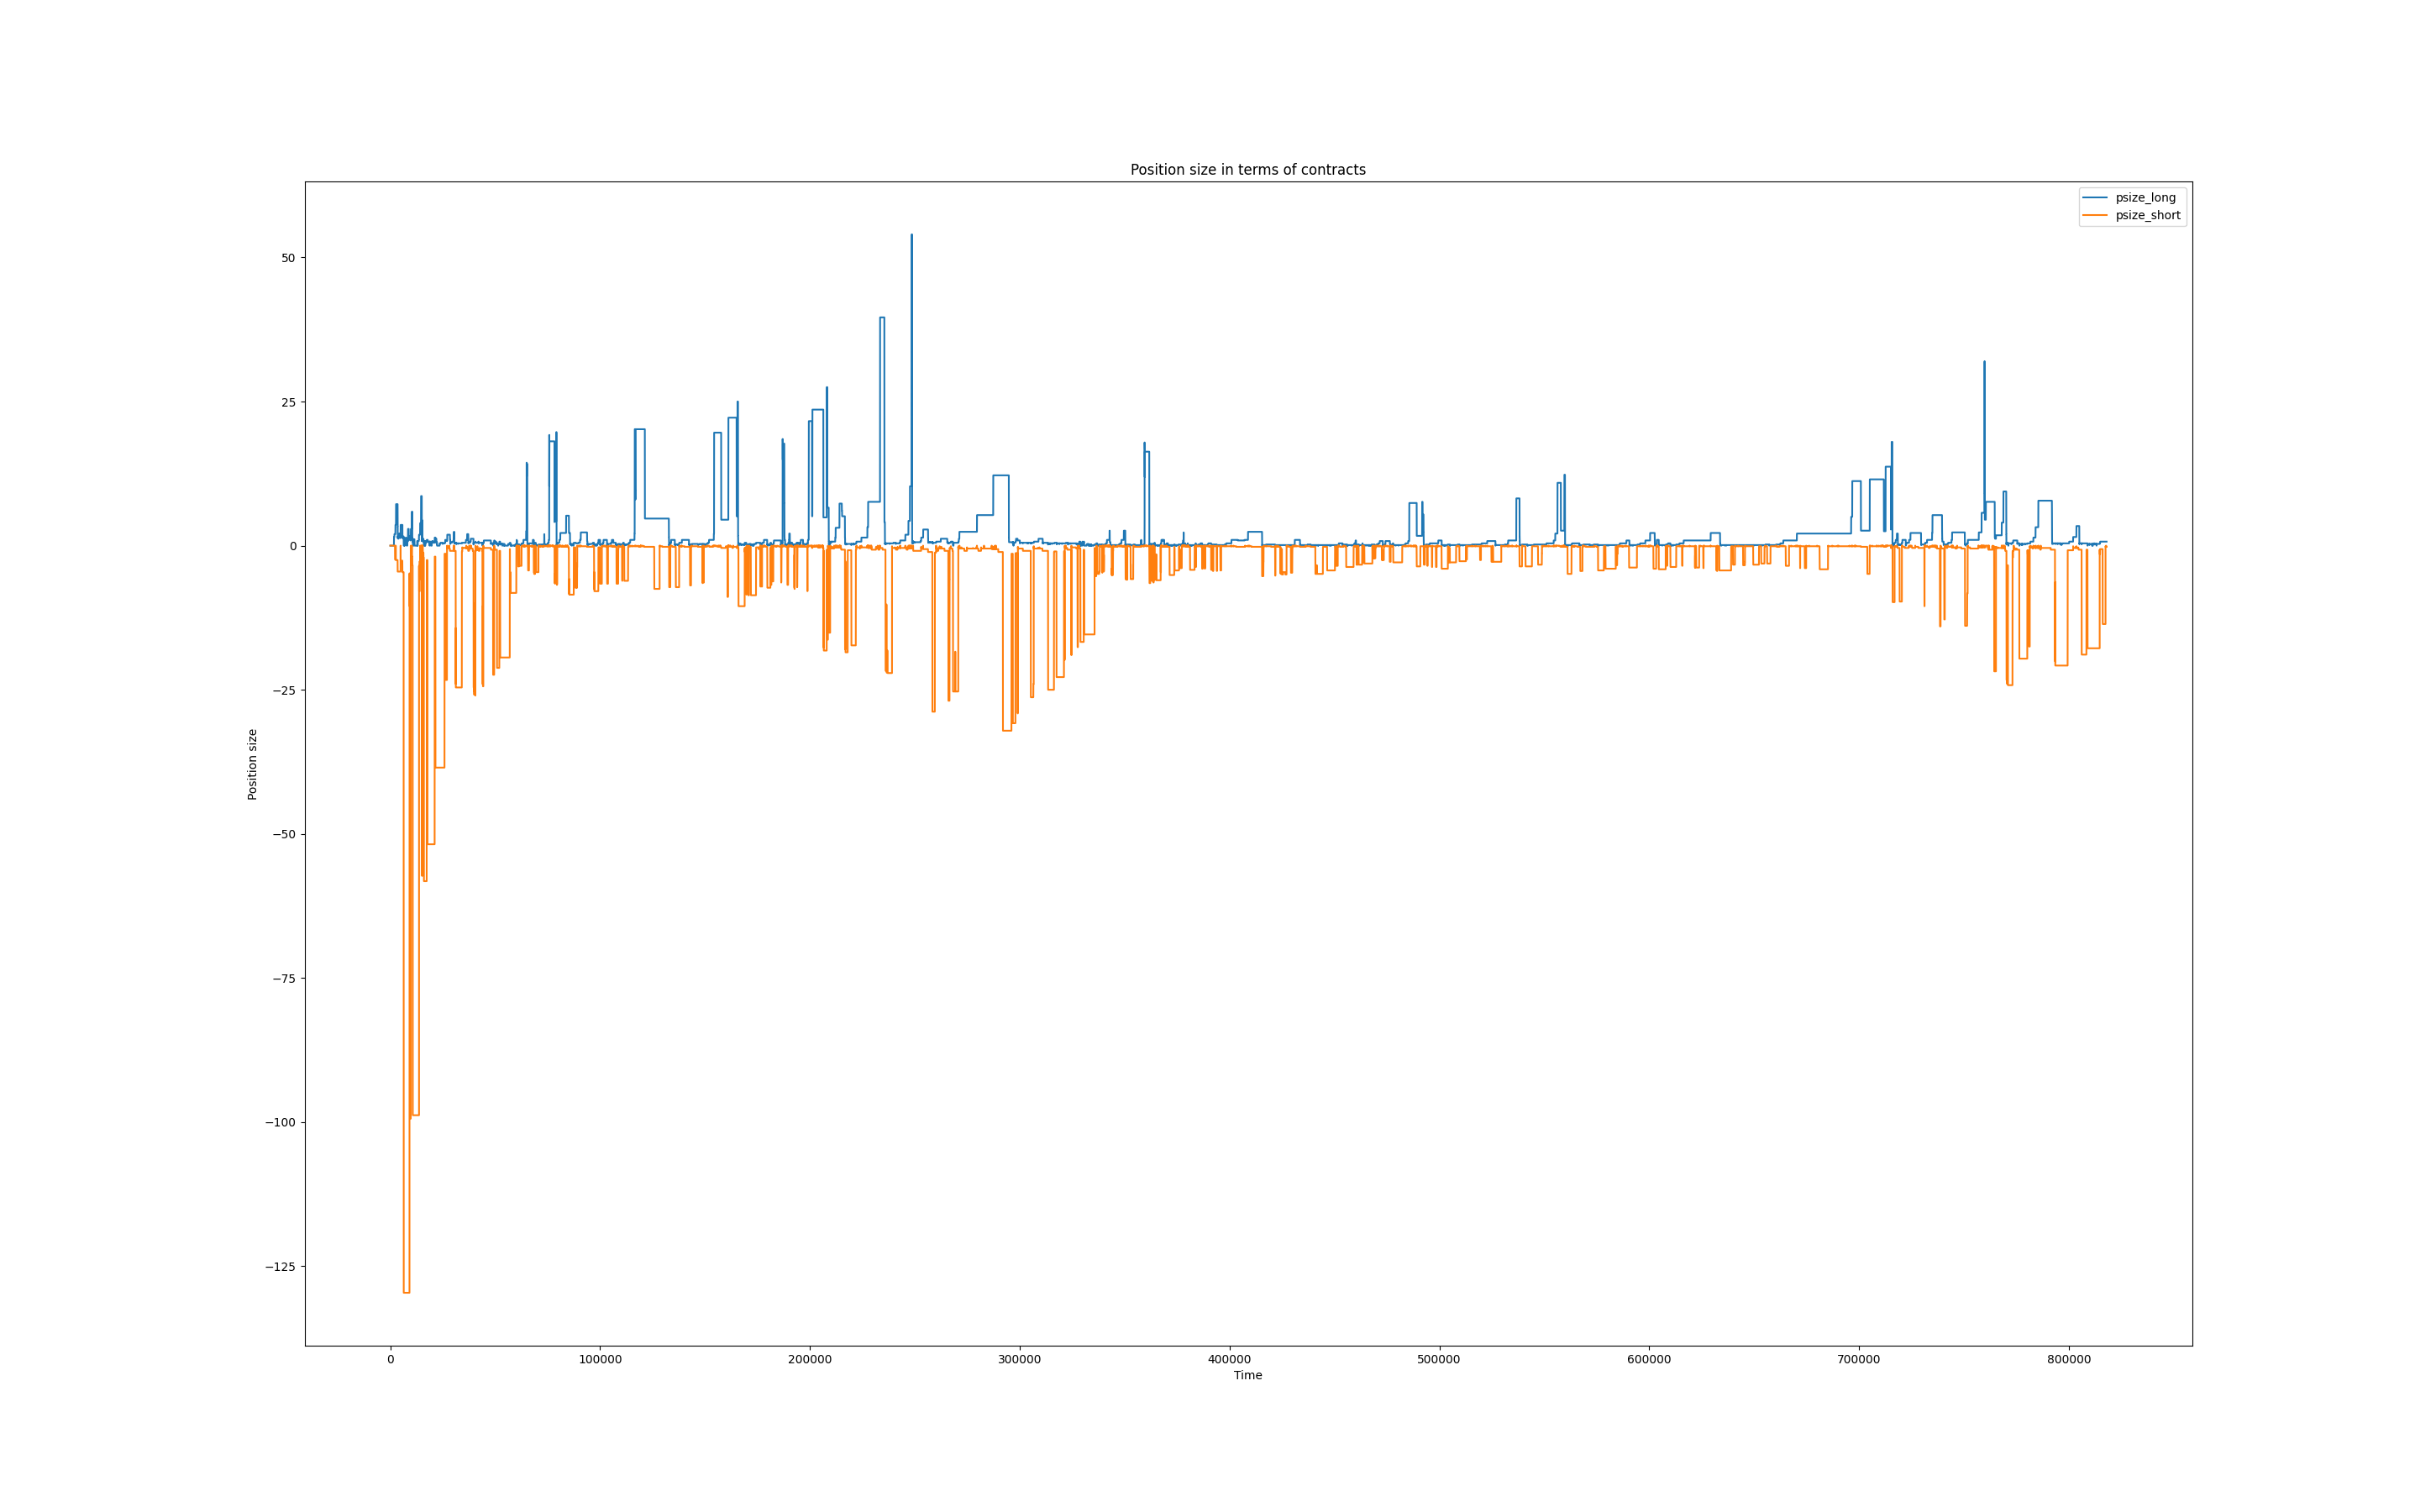 Position size in terms of contracts
psize_long
psize_short
50
25
0
−25
−50
−75
−100
−125
Position size
0 100000 200000 300000 400000 500000 600000 700000 800000
Time